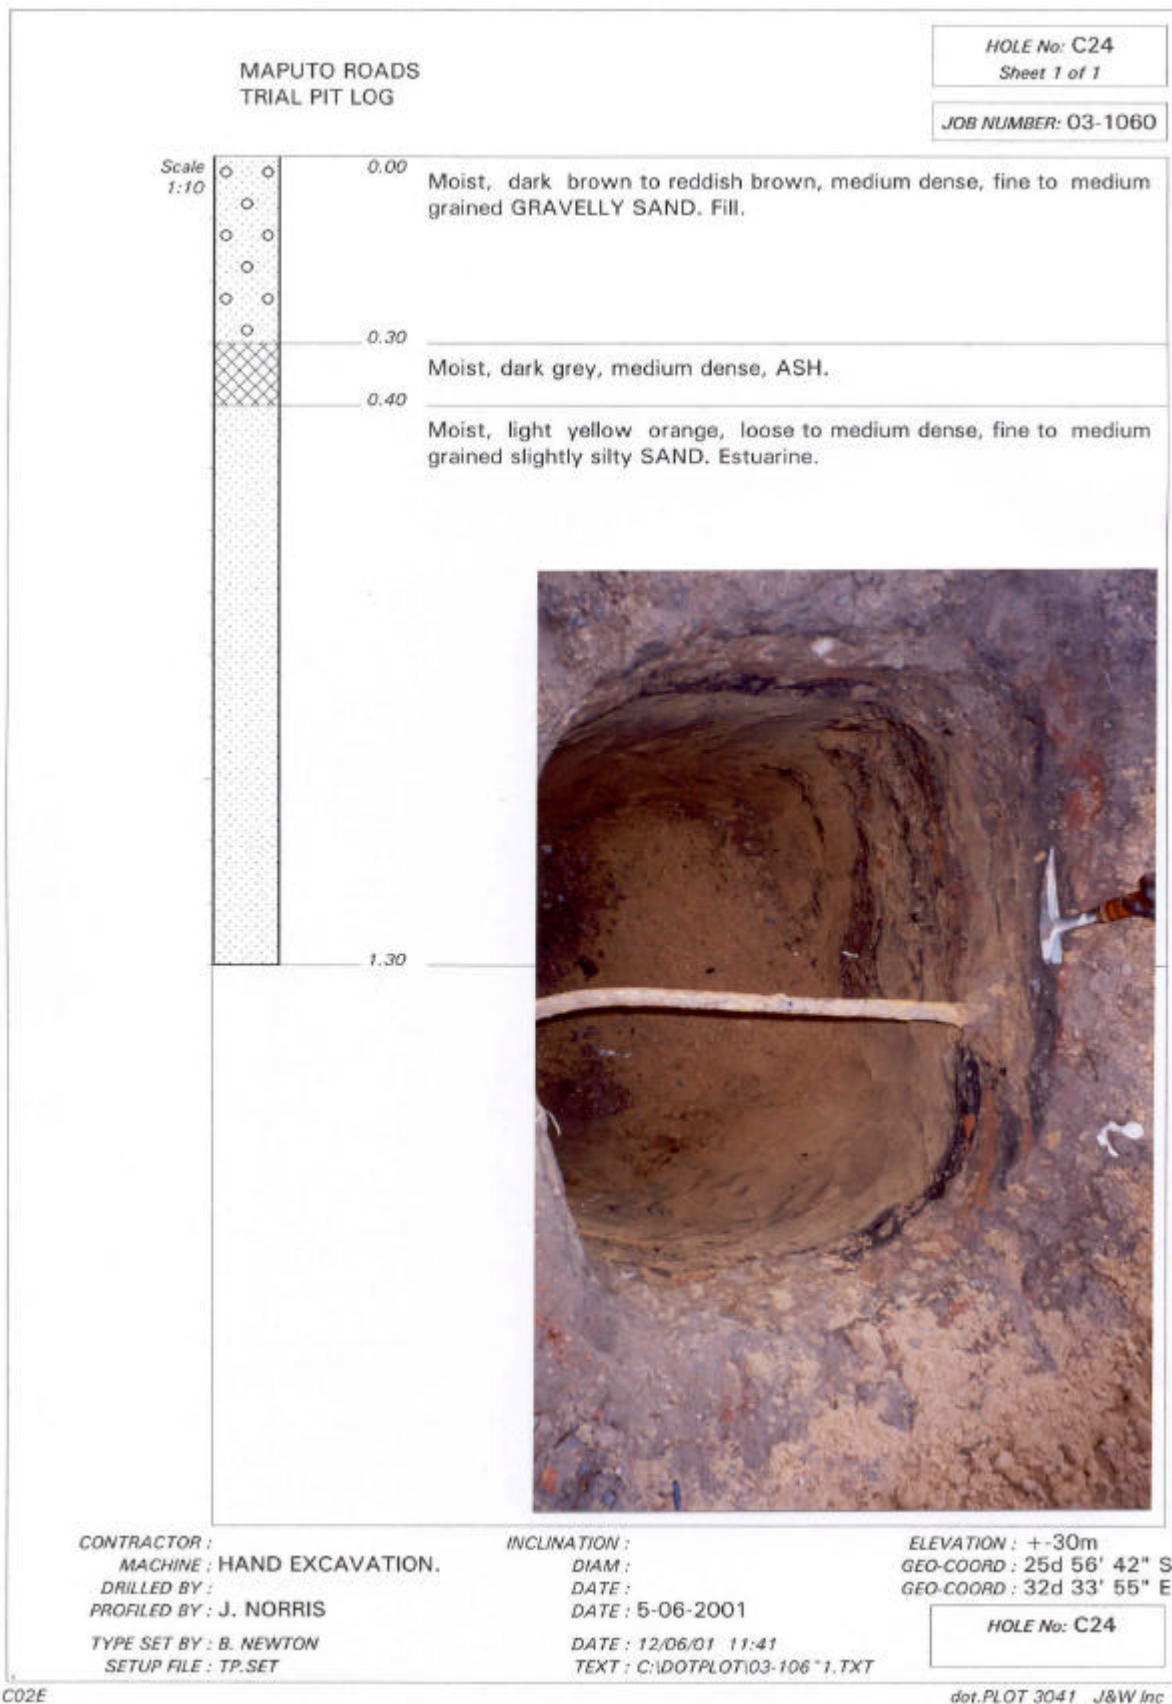 HOLE No: C24
Sheet 1 of 1
MAPUTO ROADS
TRIAL PIT LOG
JOB NUMBER: 03-1060
Scale
1:10
0.00
Moist, dark brown to reddish brown, medium dense, fine to medium
grained GRAVELLY SAND. Fill.
0.30
Moist, dark grey, medium dense, ASH.
0.40
Moist, light yellow orange, loose to medium dense, fine to medium
grained slightly silty SAND. Estuarine.
1.30
CONTRACTOR :
MACHINE : HAND EXCAVATION.
DRILLED BY :
PROFILED BY : J. NORRIS
TYPE SET BY : B. NEWTON
SETUP FILE : TP.SET
INCLINATION :
DIAM :
DATE :
DATE : 5-06-2001
DATE : 12/06/01 11:41
TEXT : C:\DOTPLOT\03-106~1.TXT
ELEVATION : +-30m
GEO-COORD : 25d 56' 42" S
GEO-COORD : 32d 33' 55" E
HOLE No: C24
C02E
dot.PLOT 3041 J&W Inc